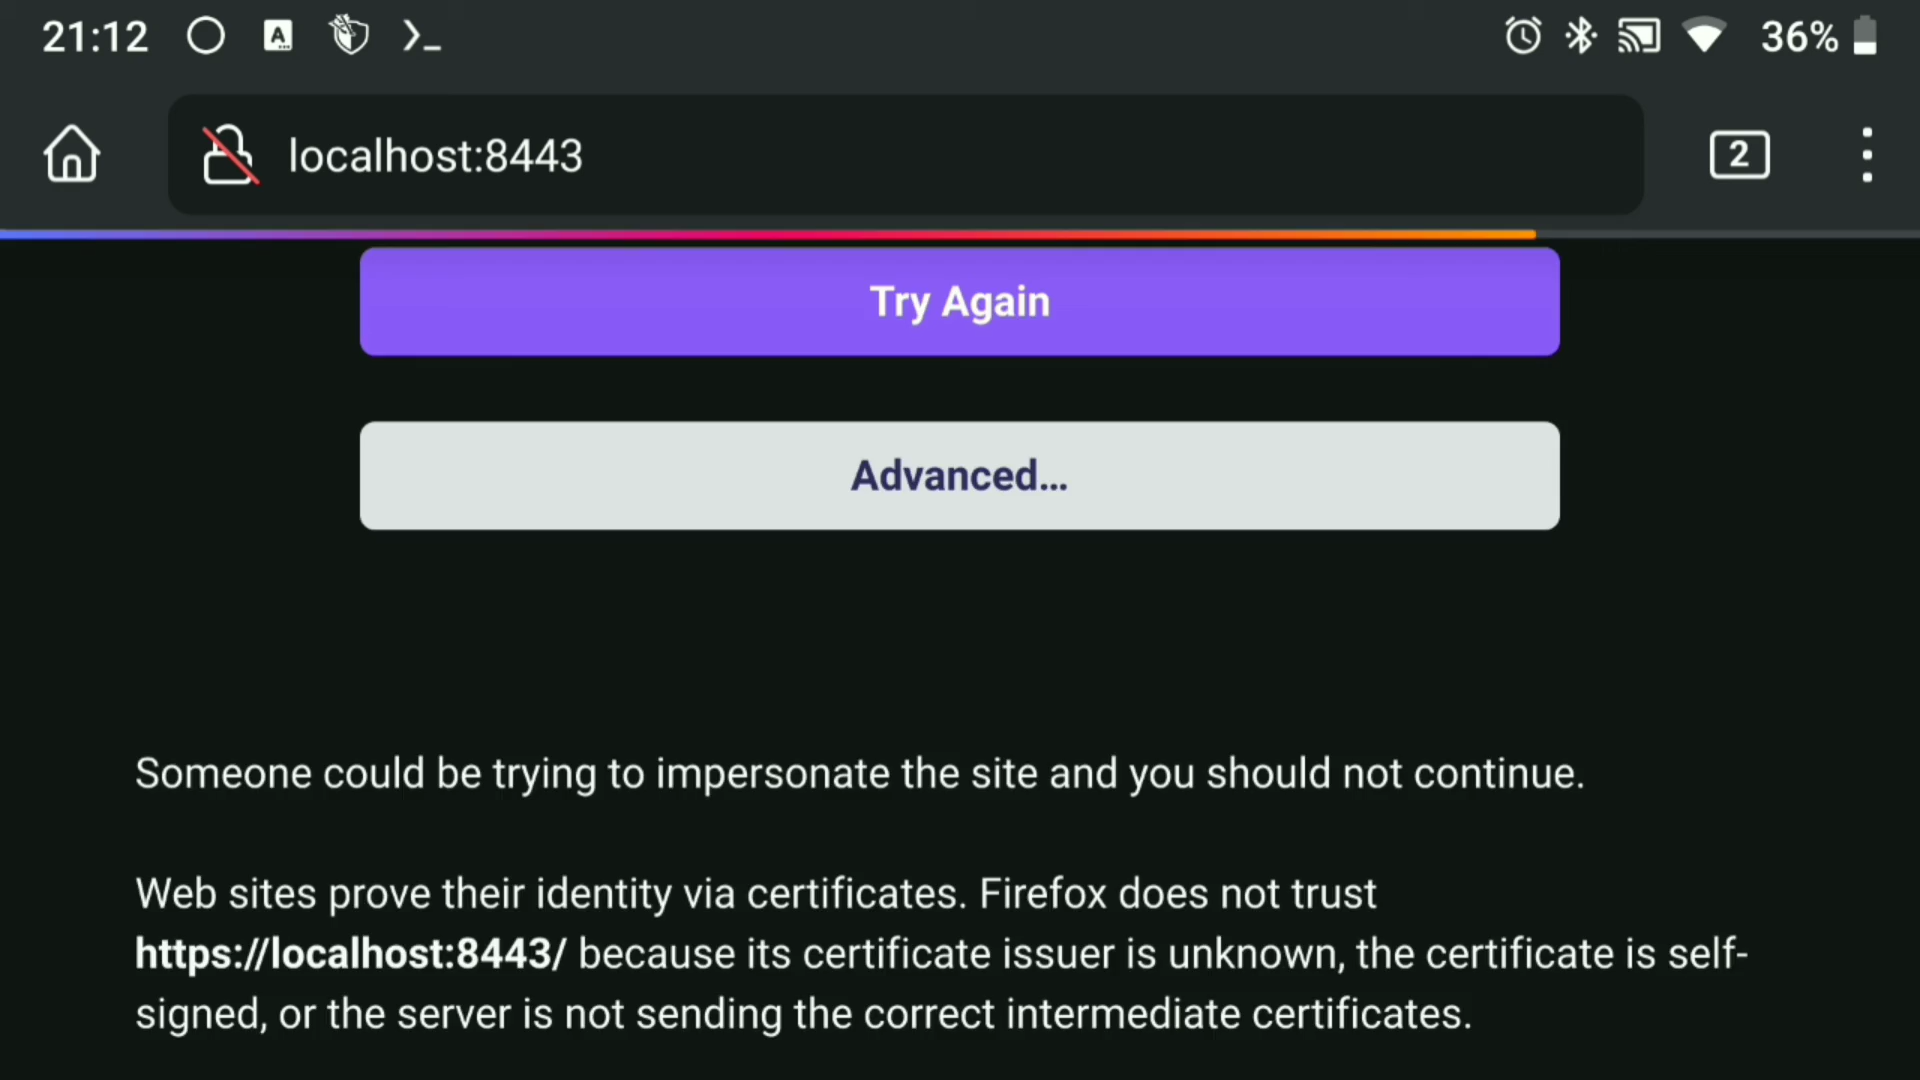 21:12
A
36%
localhost:8443
2
Try Again
Advanced...
Someone could be trying to impersonate the site and you should not continue.
Web sites prove their identity via certificates. Firefox does not trust
https://localhost:8443/ because its certificate issuer is unknown, the certificate is self-
signed, or the server is not sending the correct intermediate certificates.